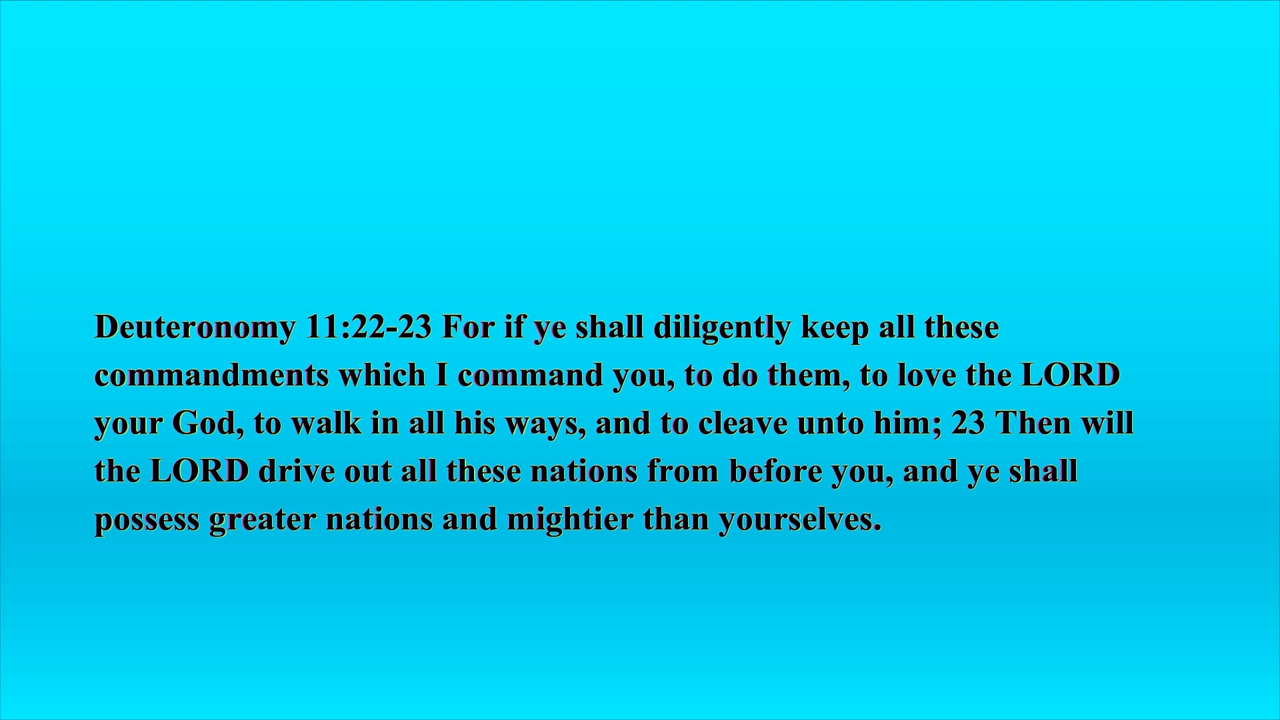 Deuteronomy 11:22-23 For if ye shall diligently keep all these
commandments which I command you, to do them, to love the LORD
your God, to walk in all his ways, and to cleave unto him; 23 Then will
the LORD drive out all these nations from before you, and ye shall
possess greater nations and mightier than yourselves.